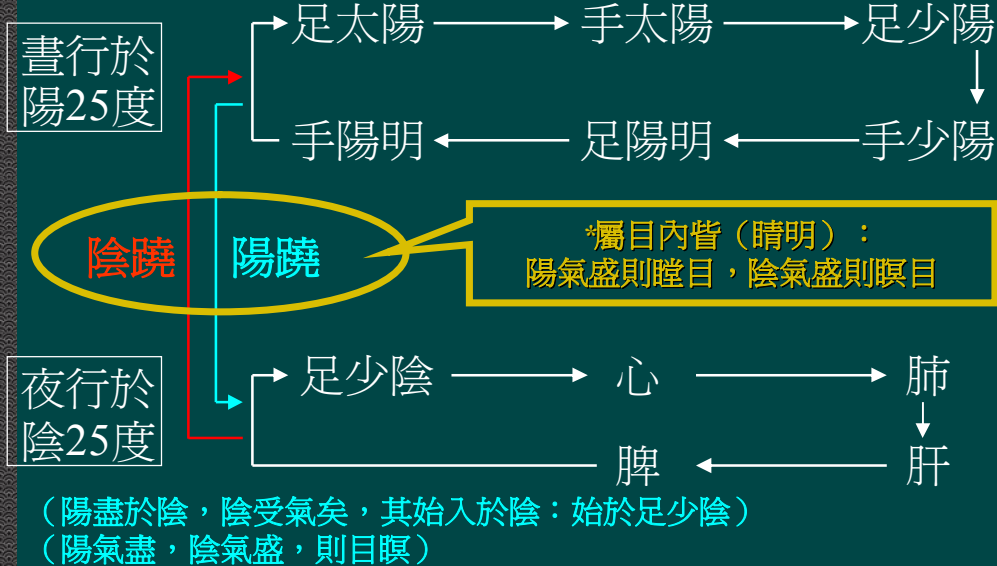 晝行於
陽25度
足太陽
手太陽
足少陽
手陽明
足陽明
手少陽
陰蹺
陽蹺
*屬目內眥（睛明）：
陽氣盛則瞠目，陰氣盛則瞑目
夜行於
陰25度
足少陰
心
肺
脾
肝
（陽盡於陰，陰受氣矣，其始入於陰：始於足少陰）
（陽氣盡，陰氣盛，則目瞑）